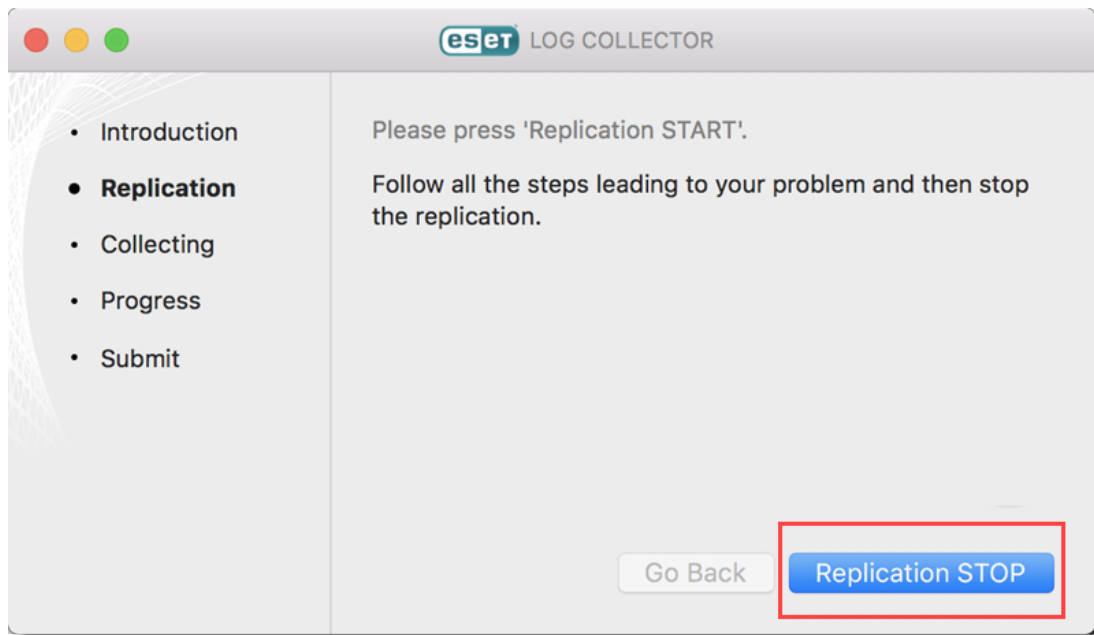 eset LOG COLLECTOR
• Introduction
• Replication
• Collecting
• Progress
• Submit
Please press 'Replication START'.
Follow all the steps leading to your problem and then stop
the replication.
Go Back
Replication STOP